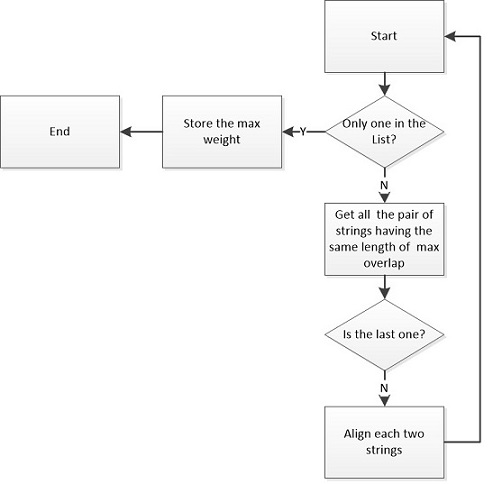 Start
Only one in the
List?
Y
Store the max
weight
End
N
Get all  the pair of
strings having the
same length of  max
overlap
Is the last one?
N
Align each two
strings